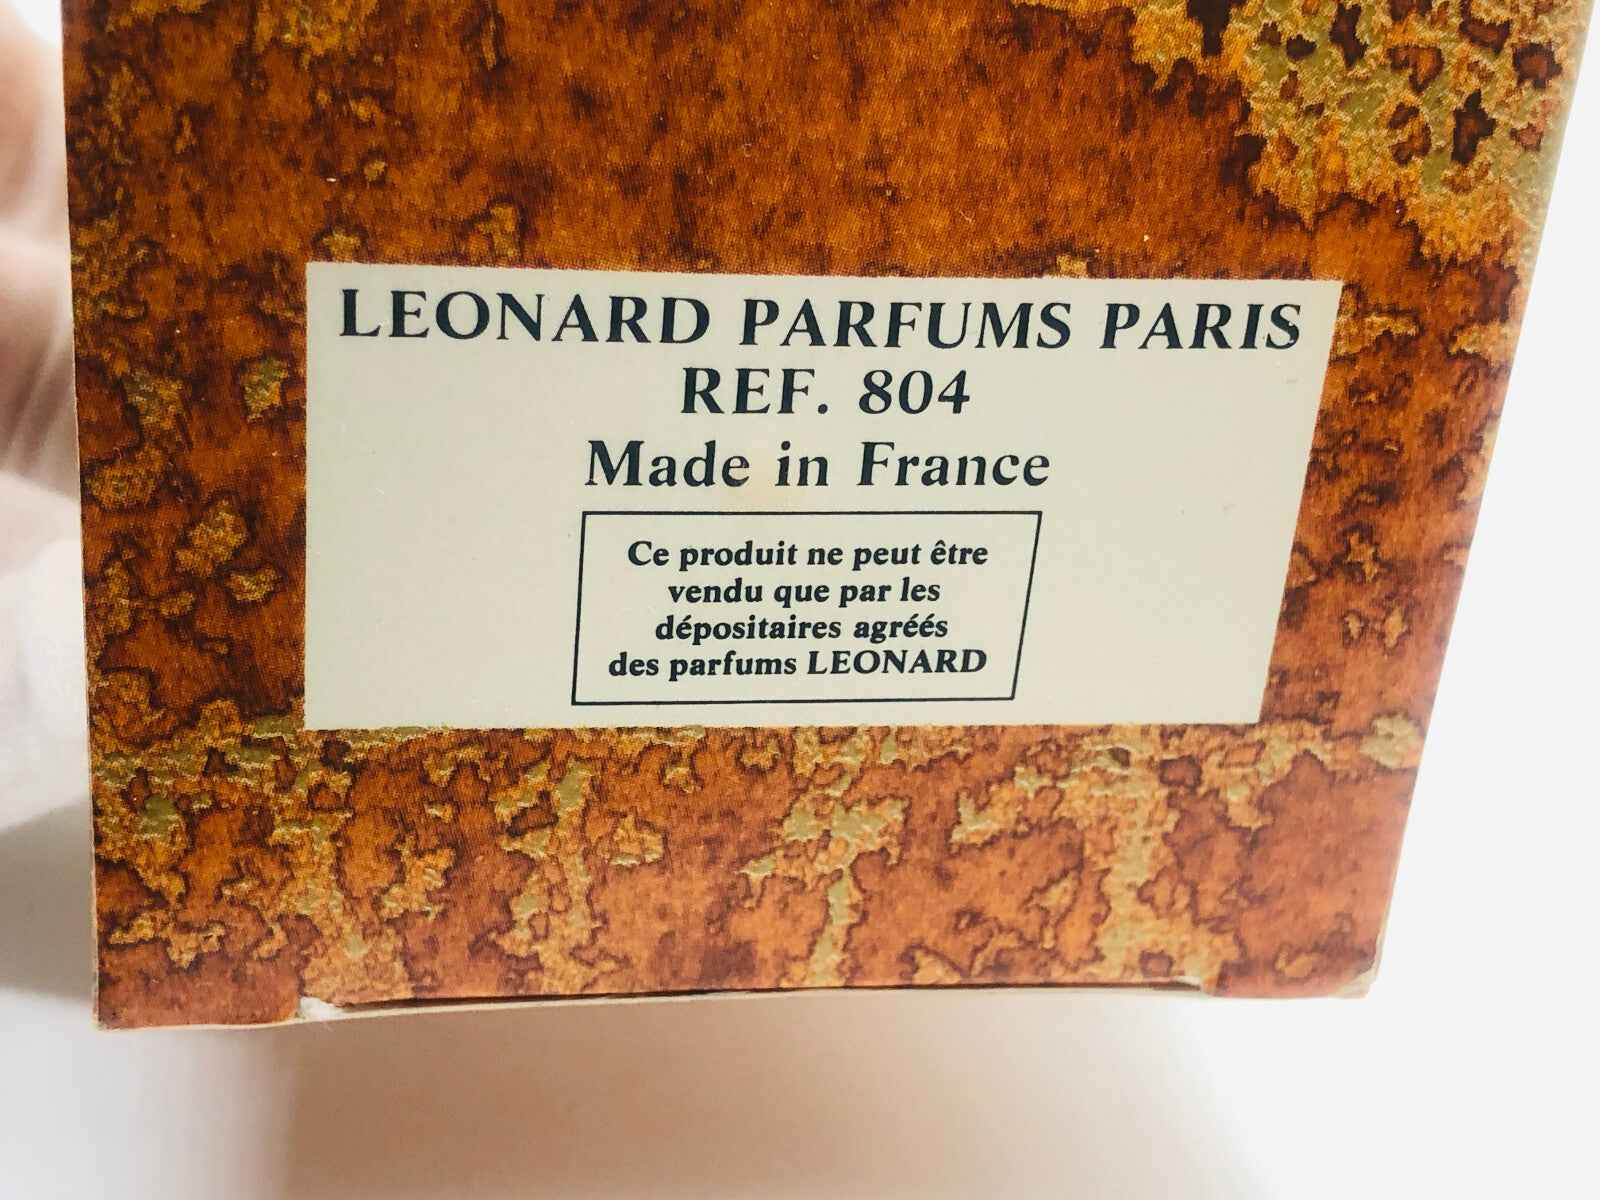 LEONARD PARFUMS PARIS
REF. 804
Made in France
Ce produit ne peut être
vendu que par les
dépositaires agréés
des parfums LEONARD